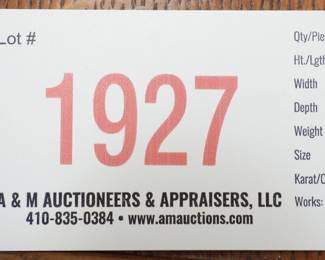 Lot #
1927
A & M AUCTIONEERS & APPRAISERS, LLC
410-835-0384 • www.amauctions.com
Qty/Pie
Ht./Lgth
Width
Depth
Weight
Size
Karat/C
Works: